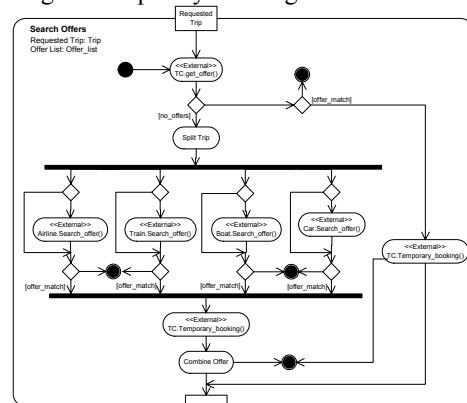 Requested
Trip
Search Offers
Requested Trip: Trip
Offer List: Offer_list
<<External>>
TC.get_offer()
[no_offers]
[offer_match]
Split Trip
<<External>>
Airline.Search_offer()
<<External>>
Train.Search_offer()
<<External>>
Boat.Search_offer()
<<External>>
Car.Search_offer()
<<External>>
TC.Temporary_booking()
[offer_match]
[offer_match]
[offer_match]
[offer_match]
<<External>>
TC.Temporary_booking()
Combine Offer